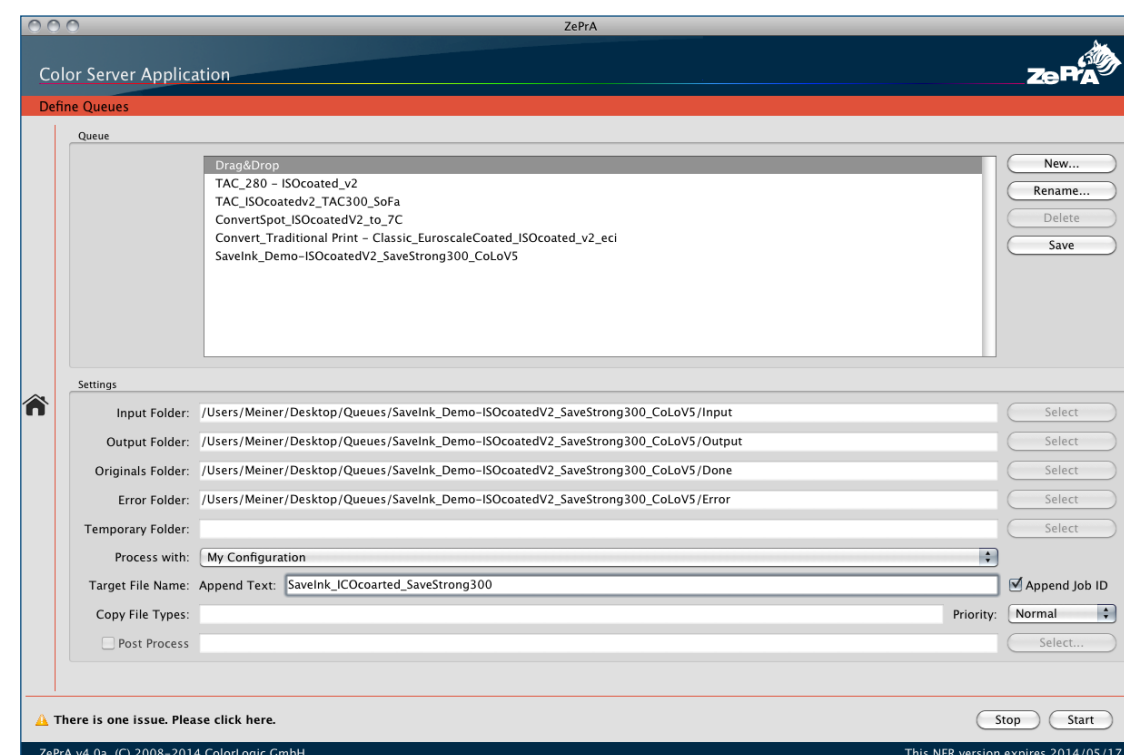 ZePrA
Color Server Application
ZePrA
Define Queues
Queue
Drag&Drop
TAC_280 – ISOcoated_v2
TAC_ISOcoatedv2_TAC300_SoFa
ConvertSpot_ISOcoatedV2_to_7C
Convert_Traditional Print – Classic_EuroscaleCoated_ISOcoated_v2_eci
SaveInk_Demo-ISOcoatedV2_SaveStrong300_CoLoV5
New...
Rename...
Delete
Save
Settings
Input Folder: /Users/Meiner/Desktop/Queues/SaveInk_Demo-ISOcoatedV2_SaveStrong300_CoLoV5/Input Select
Output Folder: /Users/Meiner/Desktop/Queues/SaveInk_Demo-ISOcoatedV2_SaveStrong300_CoLoV5/Output Select
Originals Folder: /Users/Meiner/Desktop/Queues/SaveInk_Demo-ISOcoatedV2_SaveStrong300_CoLoV5/Done Select
Error Folder: /Users/Meiner/Desktop/Queues/SaveInk_Demo-ISOcoatedV2_SaveStrong300_CoLoV5/Error Select
Temporary Folder: Select
Process with: My Configuration
Target File Name: Append Text: SaveInk_ICOcoarted_SaveStrong300 Append Job ID
Copy File Types: Priority: Normal
Post Process Select...
There is one issue. Please click here. Stop Start
ZePrA v4.0a, (C) 2008-2014 ColorLogic GmbH This NFR version expires 2014/05/17